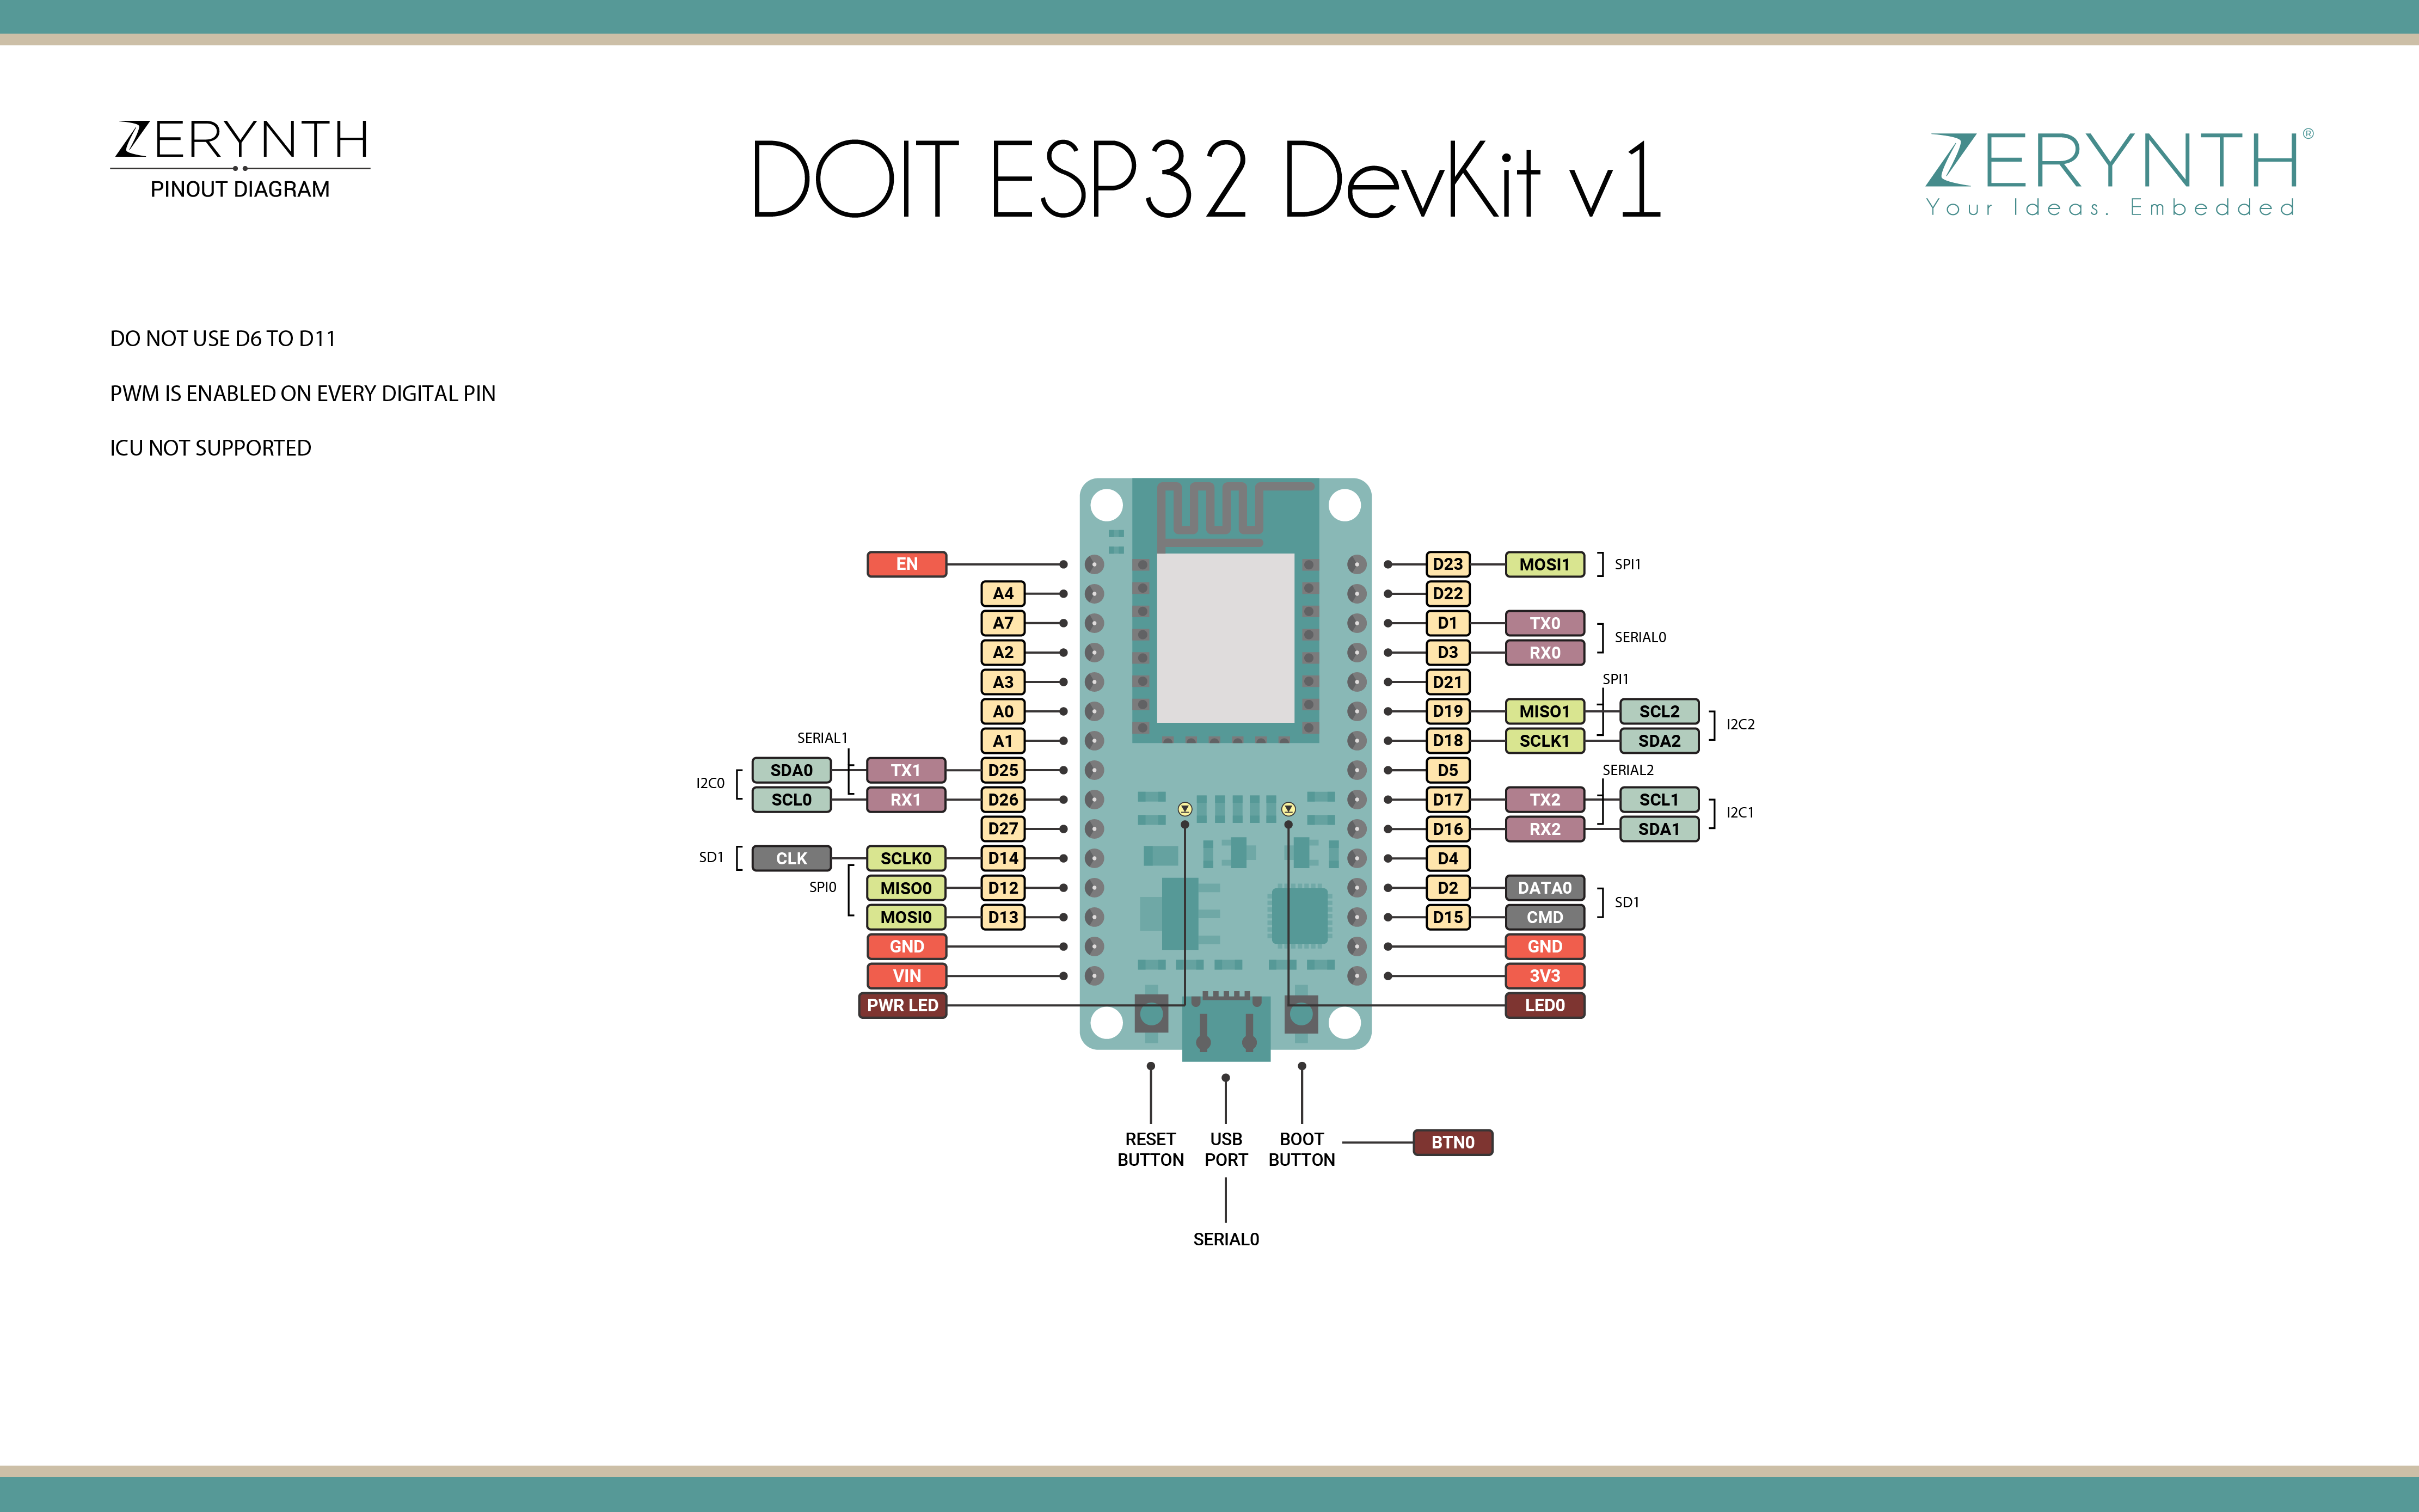 ZERYNTH
PINOUT DIAGRAM
DOIT ESP32 DevKit v1
ZERYNTH®
Your Ideas. Embedded
DO NOT USE D6 TO D11
PWM IS ENABLED ON EVERY DIGITAL PIN
ICU NOT SUPPORTED
EN
A4
A7
A2
A3
A0
A1
SERIAL1
I2C0
SDA0 TX1 D25
SCL0 RX1 D26
D27
SD1 CLK SCLK0 D14
SPI0
MISO0 D12
MOSI0 D13
GND
VIN
PWR LED
D23 MOSI1 SPI1
D22
D1 TX0
SERIAL0
D3 RX0
D21
SPI1
D19 MISO1 SCL2
I2C2
D18 SCLK1 SDA2
D5
SERIAL2
D17 TX2 SCL1
I2C1
D16 RX2 SDA1
D4
D2 DATA0
SD1
D15 CMD
GND
3V3
LED0
RESET BUTTON
USB PORT
BOOT BUTTON
BTN0
SERIAL0